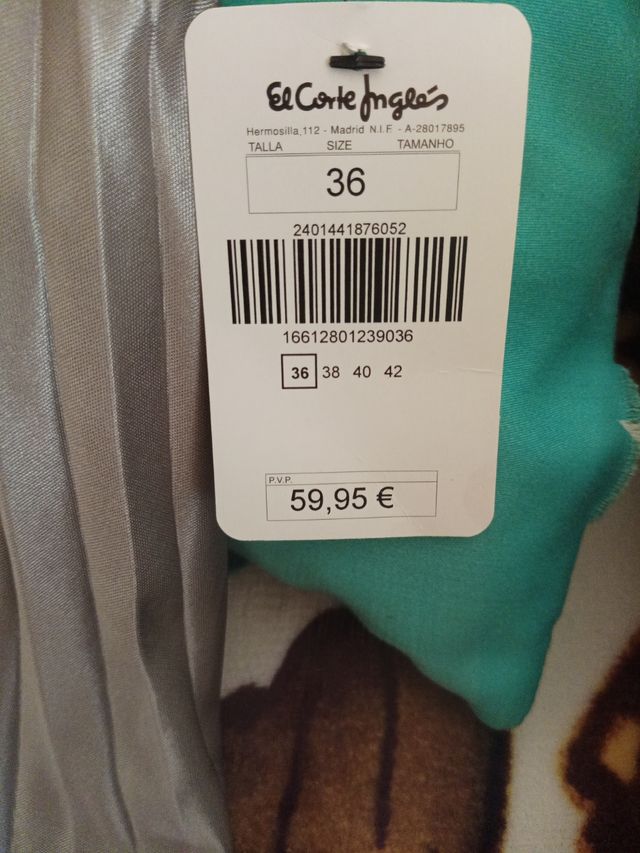 El Corte Inglés
Hermosilla,112 - Madrid N.I.F. - A-28017895
TALLA SIZE TAMANHO
36
2401441876052
16612801239036
36 38 40 42
P.V.P.
59,95 €